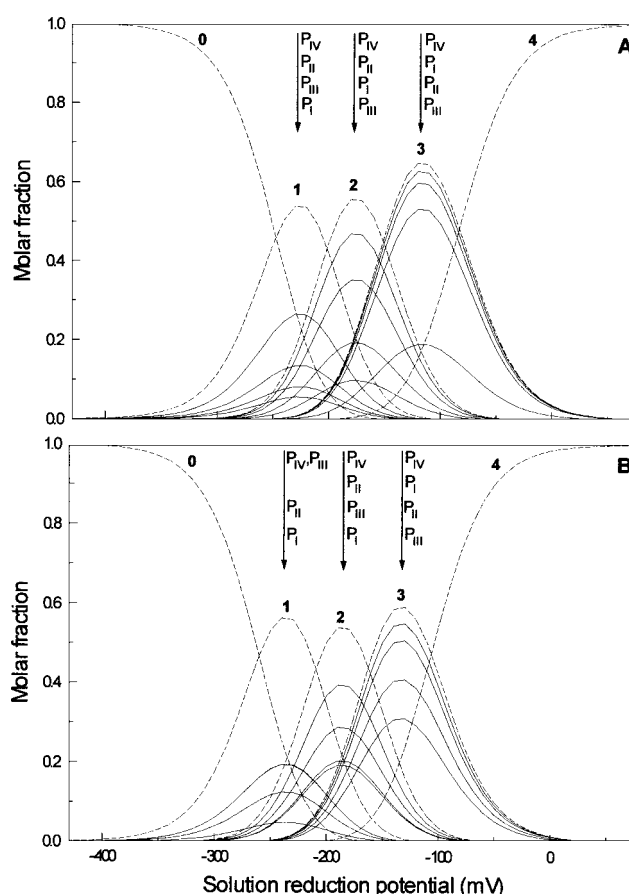 1.0
0.8
0.6
0.4
0.2
0.0
Molar fraction
0
1
2
3
4
A
P_IV
P_II
P_III
P_I
P_IV
P_II
P_I
P_III
P_IV
P_I
P_II
P_III
1.0
0.8
0.6
0.4
0.2
0.0
Molar fraction
0
1
2
3
4
B
P_IV, P_III
P_II
P_I
P_IV
P_II
P_III
P_I
P_IV
P_I
P_II
P_III
-400 -300 -200 -100 0
Solution reduction potential (mV)